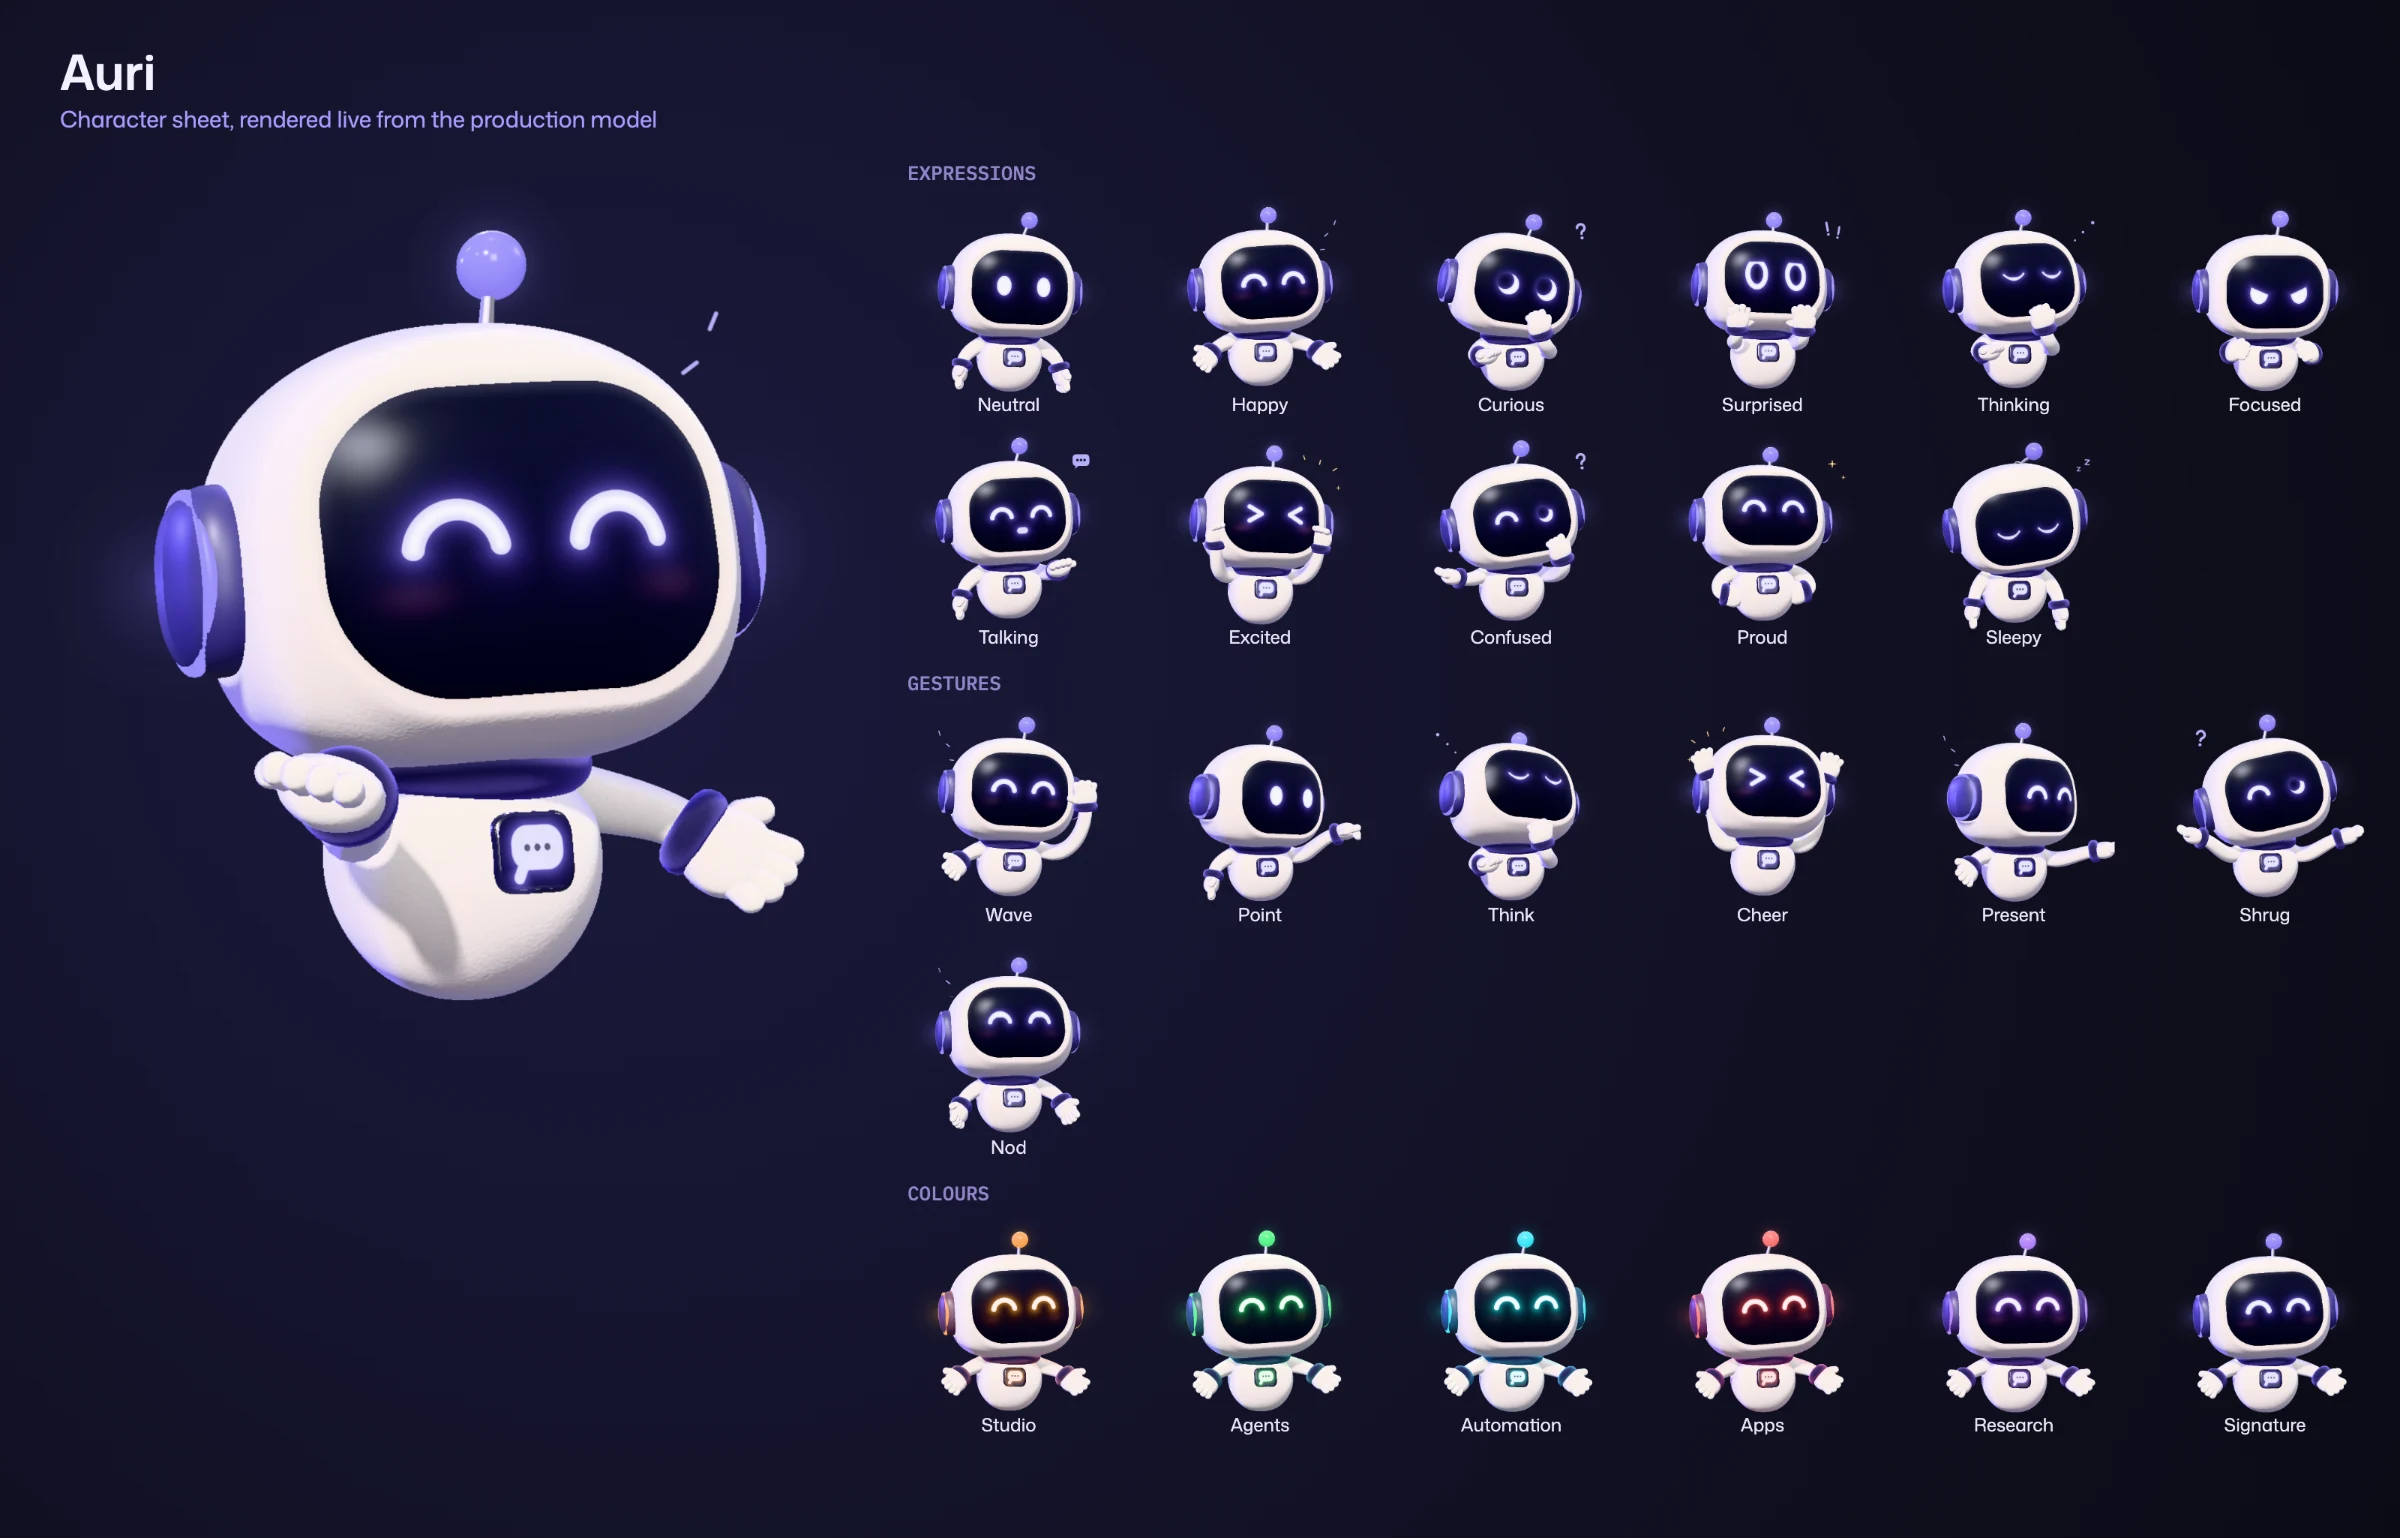 Auri
Character sheet, rendered live from the production model
EXPRESSIONS
?
!!
Neutral
Happy
Curious
Surprised
Thinking
Focused
?
z z
Talking
Excited
Confused
Proud
Sleepy
GESTURES
?
Wave
Point
Think
Cheer
Present
Shrug
Nod
COLOURS
Studio
Agents
Automation
Apps
Research
Signature